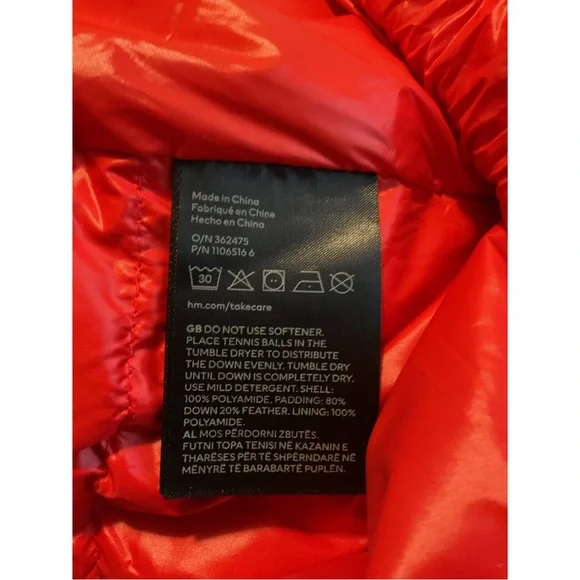 Made in China
Fabriqué en Chine
Hecho en China
O/N 362475
P/N 1106516 6
30
hm.com/takecare
GB DO NOT USE SOFTENER.
PLACE TENNIS BALLS IN THE
TUMBLE DRYER TO DISTRIBUTE
THE DOWN EVENLY. TUMBLE DRY
UNTIL DOWN IS COMPLETELY DRY.
USE MILD DETERGENT. SHELL:
100% POLYAMIDE. PADDING: 80%
DOWN 20% FEATHER. LINING: 100%
POLYAMIDE.
AL MOS PËRDORNI ZBUTËS.
FUTNI TOPA TENISI NË KAZANIN E
THARËSES PËR TË SHPËRNDARË NË
MËNYRË TË BARABARTË PUPLËN.